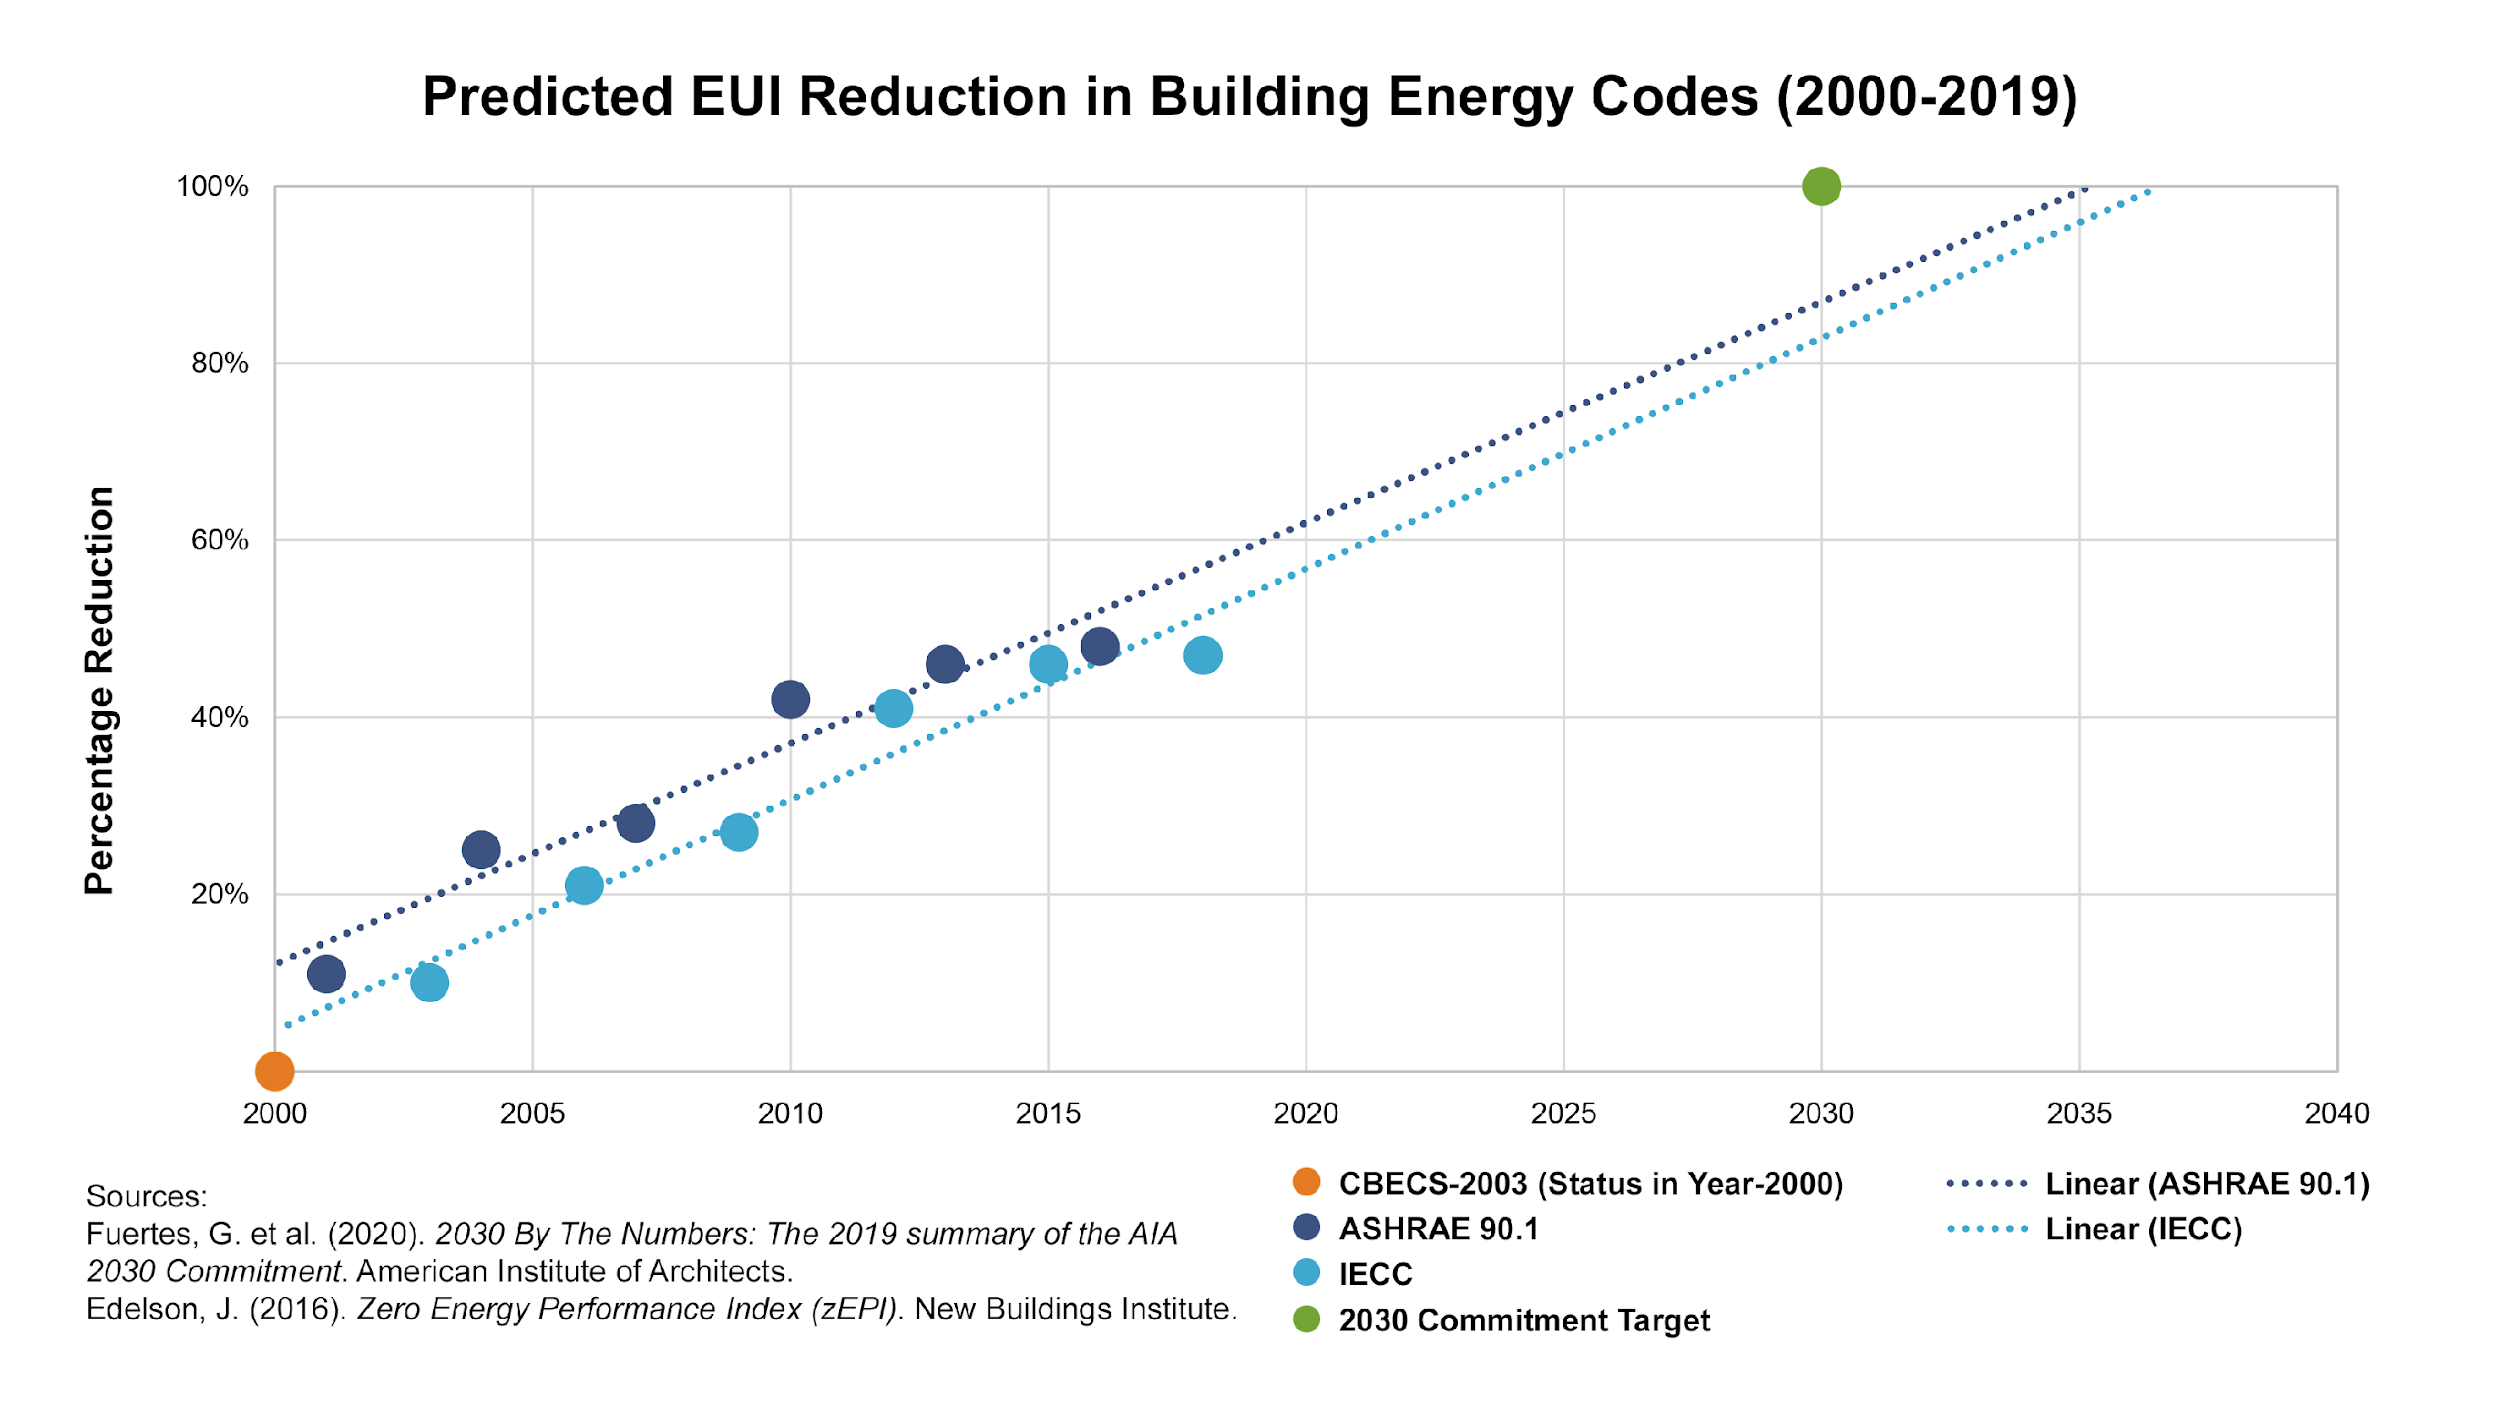 Predicted EUI Reduction in Building Energy Codes (2000-2019)
Percentage Reduction
100%
80%
60%
40%
20%
2000 2005 2010 2015 2020 2025 2030 2035 2040
Sources:
Fuertes, G. et al. (2020). 2030 By The Numbers: The 2019 summary of the AIA
2030 Commitment. American Institute of Architects.
Edelson, J. (2016). Zero Energy Performance Index (zEPI). New Buildings Institute.
CBECS-2003 (Status in Year-2000)
ASHRAE 90.1
IECC
2030 Commitment Target
Linear (ASHRAE 90.1)
Linear (IECC)